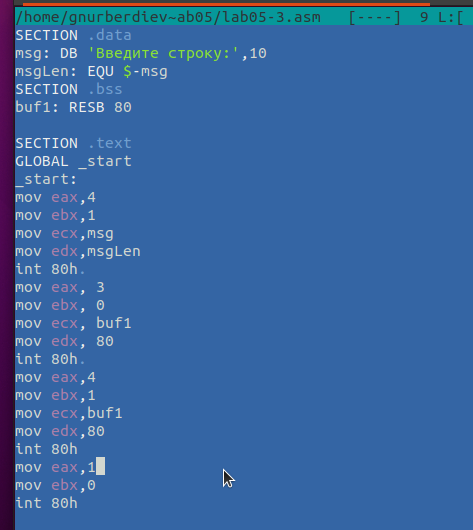 /home/gnurberdiev~ab05/lab05-3.asm [----] 9 L:[
SECTION .data
msg: DB 'Введите строку:',10
msgLen: EQU $-msg
SECTION .bss
buf1: RESB 80
SECTION .text
GLOBAL _start
_start:
mov eax,4
mov ebx,1
mov ecx,msg
mov edx,msgLen
int 80h.
mov eax, 3
mov ebx, 0
mov ecx, buf1
mov edx, 80
int 80h.
mov eax,4
mov ebx,1
mov ecx,buf1
mov edx,80
int 80h
mov eax,1
mov ebx,0
int 80h